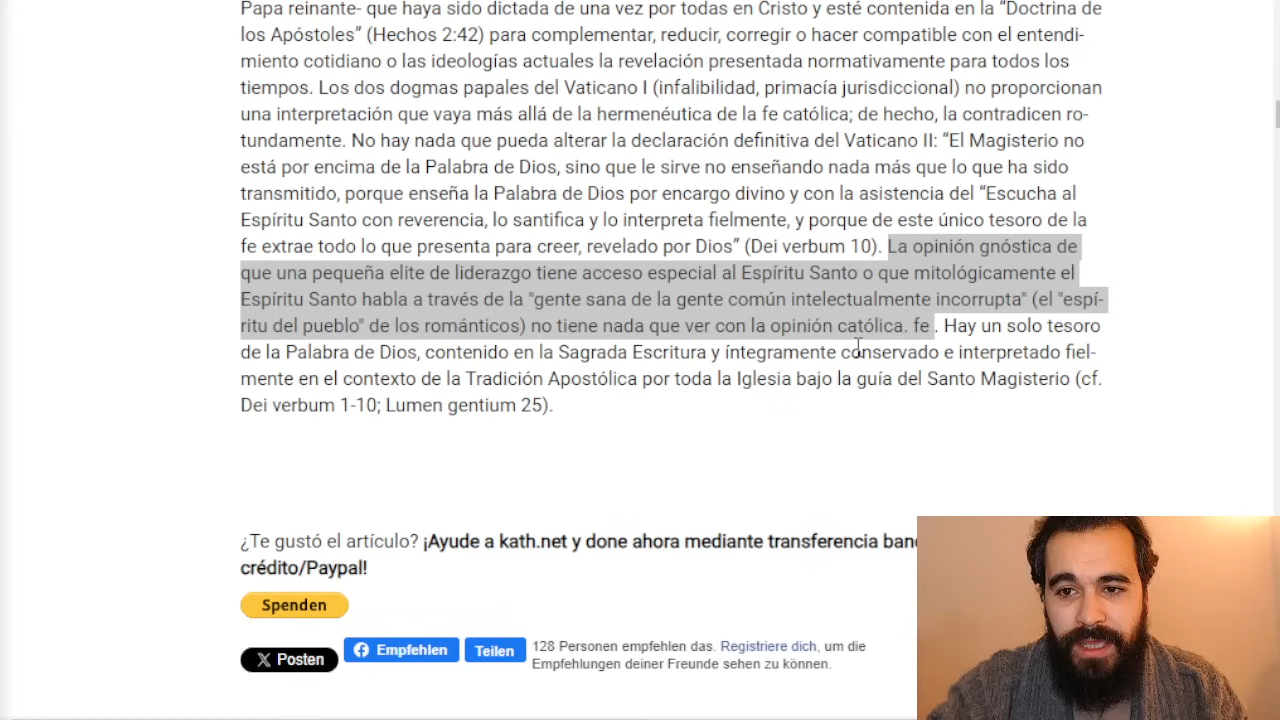 Papa reinante- que haya sido dictada de una vez por todas en Cristo y esté contenida en la “Doctrina de
los Apóstoles” (Hechos 2:42) para complementar, reducir, corregir o hacer compatible con el entendi-
miento cotidiano o las ideologías actuales la revelación presentada normativamente para todos los
tiempos. Los dos dogmas papales del Vaticano I (infalibilidad, primacía jurisdiccional) no proporcionan
una interpretación que vaya más allá de la hermenéutica de la fe católica; de hecho, la contradicen ro-
tundamente. No hay nada que pueda alterar la declaración definitiva del Vaticano II: “El Magisterio no
está por encima de la Palabra de Dios, sino que le sirve no enseñando nada más que lo que ha sido
transmitido, porque enseña la Palabra de Dios por encargo divino y con la asistencia del “Escucha al
Espíritu Santo con reverencia, lo santifica y lo interpreta fielmente, y porque de este único tesoro de la
fe extrae todo lo que presenta para creer, revelado por Dios” (Dei verbum 10). La opinión gnóstica de
que una pequeña elite de liderazgo tiene acceso especial al Espíritu Santo o que mitológicamente el
Espíritu Santo habla a través de la "gente sana de la gente común intelectualmente incorrupta" (el "espí-
ritu del pueblo" de los románticos) no tiene nada que ver con la opinión católica. fe . Hay un solo tesoro
de la Palabra de Dios, contenido en la Sagrada Escritura y íntegramente conservado e interpretado fiel-
mente en el contexto de la Tradición Apostólica por toda la Iglesia bajo la guía del Santo Magisterio (cf.
Dei verbum 1-10; Lumen gentium 25).
¿Te gustó el artículo? ¡Ayude a kath.net y done ahora mediante transferencia
crédito/Paypal!
Spenden
X Posten
Empfehlen
Teilen
128 Personen empfehlen das. Registriere dich, um die
Empfehlungen deiner Freunde sehen zu können.